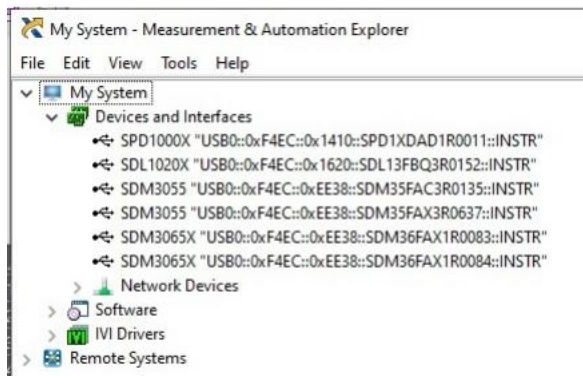 My System - Measurement & Automation Explorer
File Edit View Tools Help
My System
Devices and Interfaces
SPD1000X "USB0::0xF4EC::0x1410::SPD1XDAD1R0011::INSTR"
SDL1020X "USB0::0xF4EC::0x1620::SDL13FBQ3R0152::INSTR"
SDM3055 "USB0::0xF4EC::0xEE38::SDM35FAC3R0135::INSTR"
SDM3055 "USB0::0xF4EC::0xEE38::SDM35FAX3R0637::INSTR"
SDM3065X "USB0::0xF4EC::0xEE38::SDM36FAX1R0083::INSTR"
SDM3065X "USB0::0xF4EC::0xEE38::SDM36FAX1R0084::INSTR"
Network Devices
Software
IVI Drivers
Remote Systems